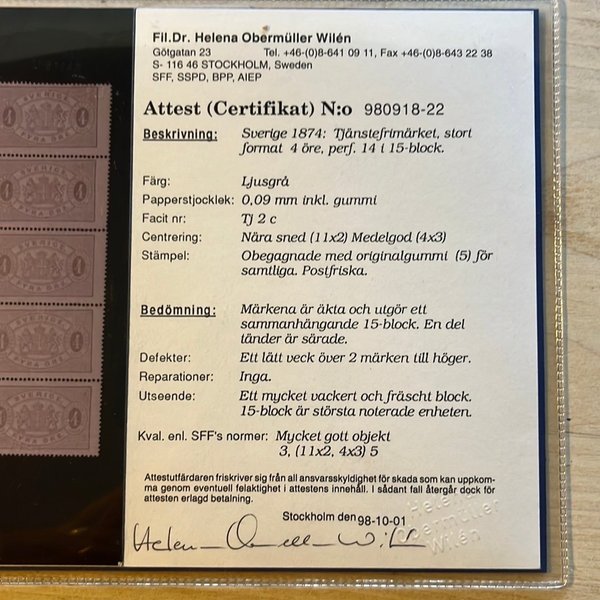 Fil.Dr. Helena Obermüller Wilén
Götgatan 23 Tel. +46-(0)8-641 09 11, Fax +46-(0)8-643 22 38
S- 116 46 STOCKHOLM, Sweden
SFF, SSPD, BPP, AIEP
Attest (Certifikat) N:o 980918-22
Beskrivning: Sverige 1874: Tjänstefrimärket, stort
format 4 öre, perf. 14 i 15-block.
Färg: Ljusgrå
Papperstjocklek: 0,09 mm inkl. gummi
Facit nr: Tj 2 c
Centrering: Nära sned (11x2) Medelgod (4x3)
Stämpel: Obegagnade med originalgummi (5) för
samtliga. Postfriska.
Bedömning: Märkena är äkta och utgör ett
sammanhängande 15-block. En del
tänder är särade.
Defekter: Ett lätt veck över 2 märken till höger.
Reparationer: Inga.
Utseende: Ett mycket vackert och fräscht block.
15-block är största noterade enheten.
Kval. enl. SFF's normer: Mycket gott objekt
3, (11x2, 4x3) 5
Attestutfärdaren friskriver sig från all ansvarsskyldighet för skada som kan uppkom-
ma genom eventuell felaktighet i attestens innehåll. I sådant fall återgår dock för
attesten erlagd betalning.
Stockholm den 98-10-01
Helena Obermüller Wilén
Helena
Obermüller
Wilén